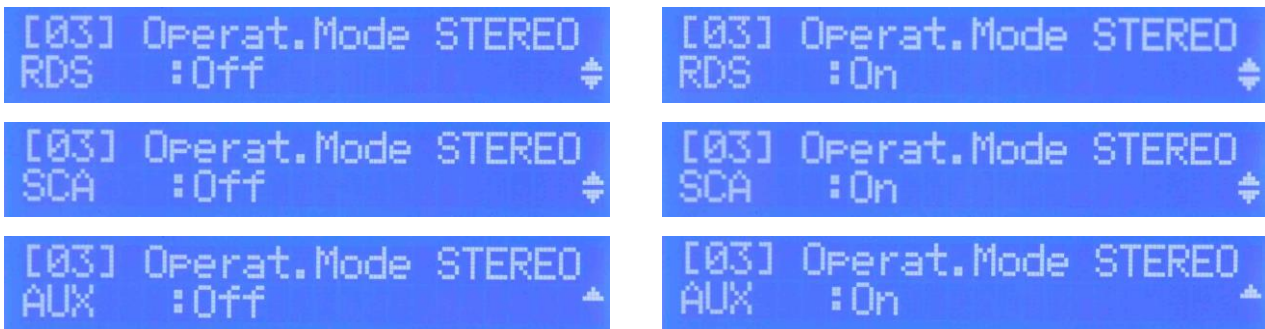 [03] Operat.Mode STEREO
RDS :Off
[03] Operat.Mode STEREO
RDS :On
[03] Operat.Mode STEREO
SCA :Off
[03] Operat.Mode STEREO
SCA :On
[03] Operat.Mode STEREO
AUX :Off
[03] Operat.Mode STEREO
AUX :On